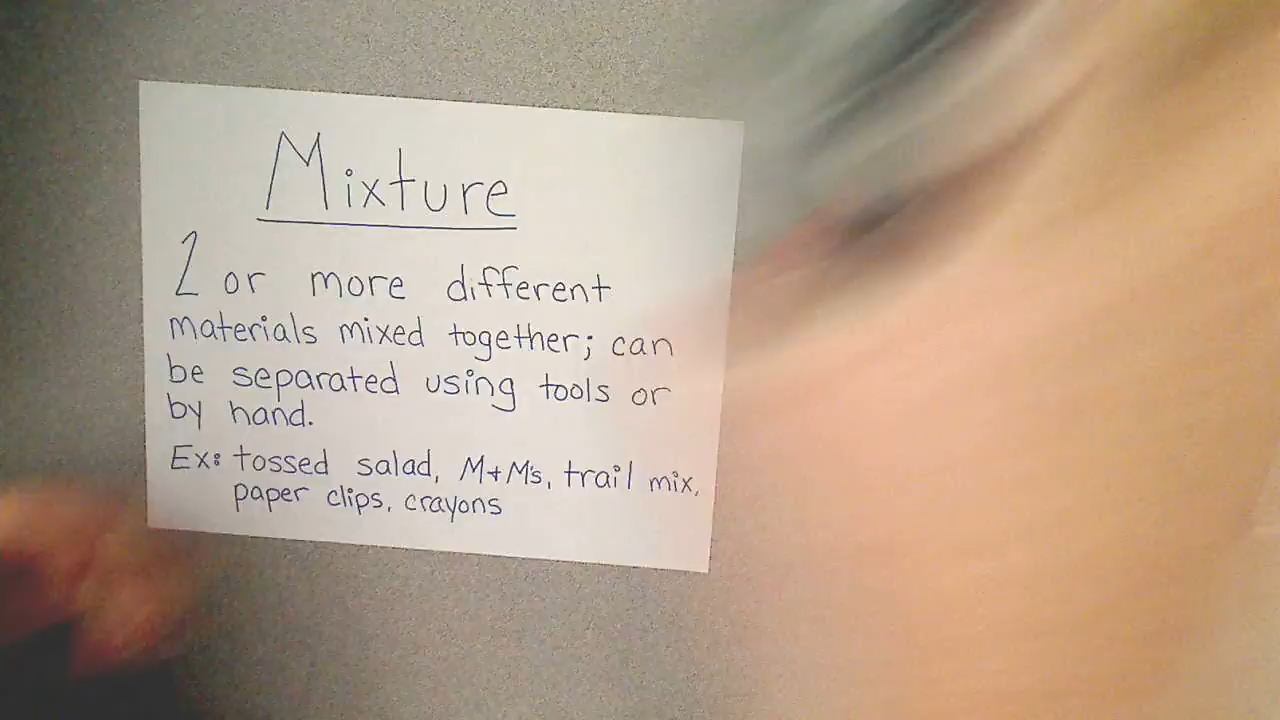 Mixture
2 or more different
materials mixed together; can
be separated using tools or
by hand.
Ex: tossed salad, M+M's, trail mix,
paper clips, crayons